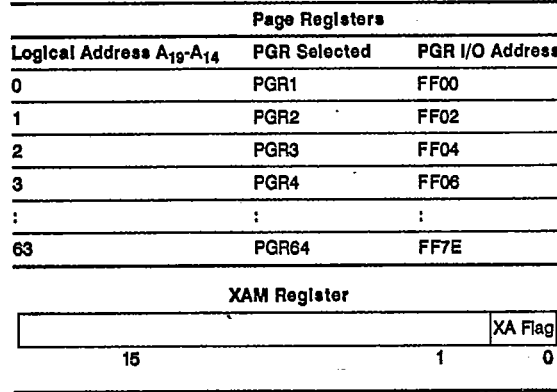 Page Registers
Logical Address A19-A14 PGR Selected PGR I/O Address
0 PGR1 FF00
1 PGR2 FF02
2 PGR3 FF04
3 PGR4 FF06
: : :
63 PGR64 FF7E
XAM Register
XA Flag
15 1 0